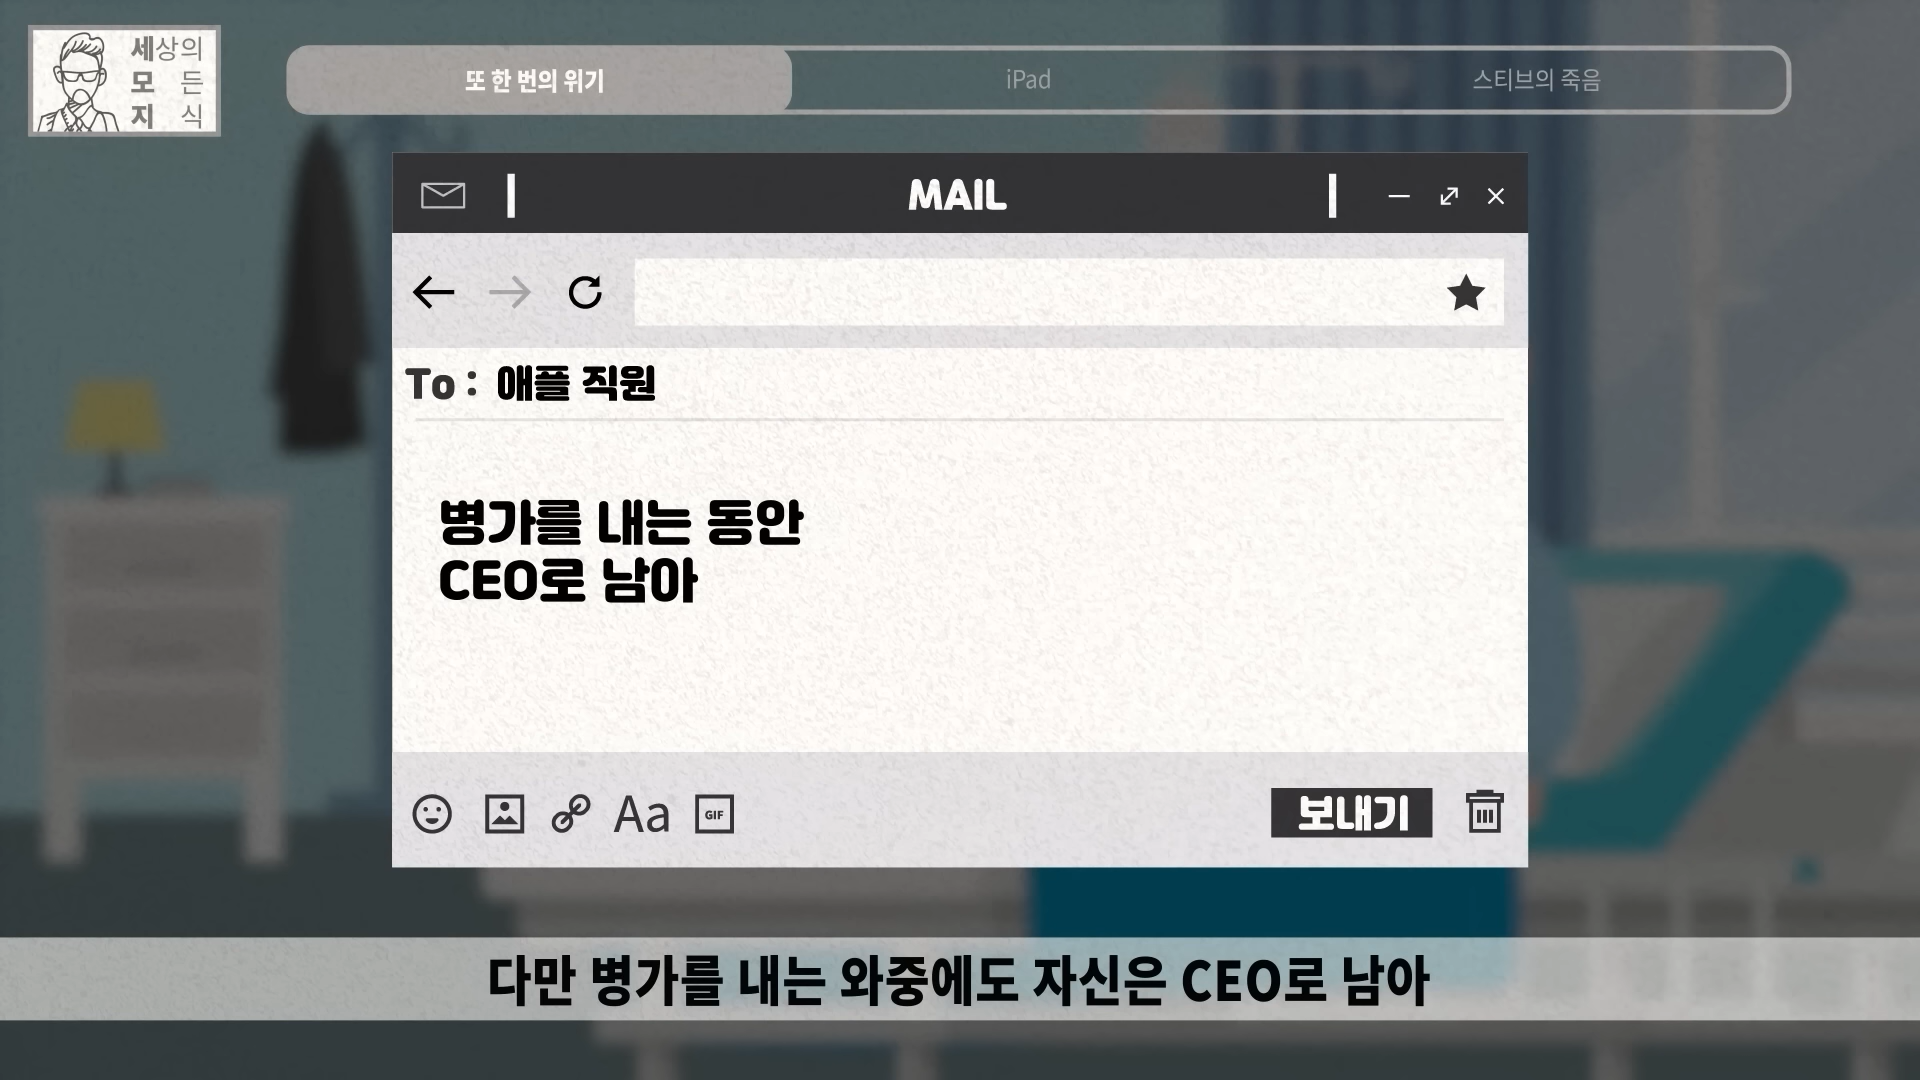 세상의
모든
지식
또 한 번의 위기
iPad
스티브의 죽음
MAIL
To : 애플 직원
병가를 내는 동안
CEO로 남아
Aa
GIF
보내기
다만 병가를 내는 와중에도 자신은 CEO로 남아